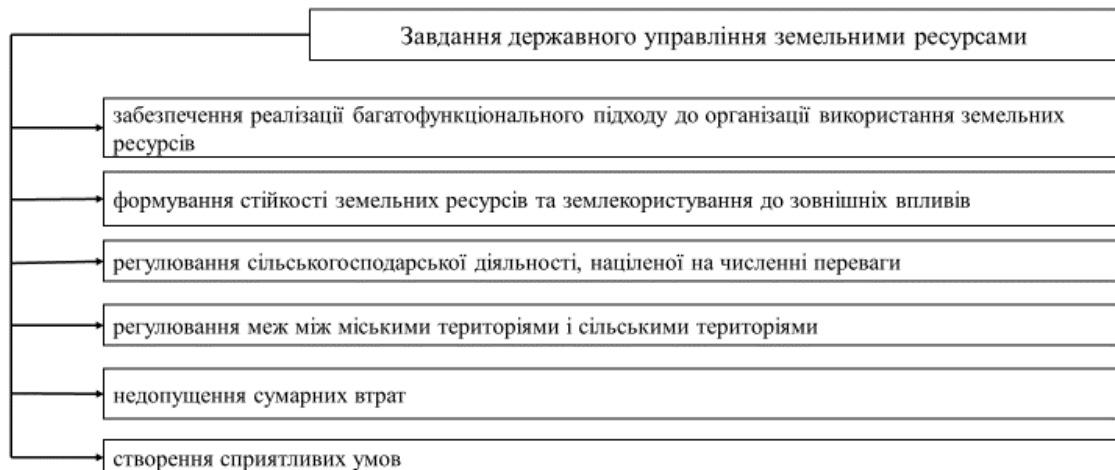 Завдання державного управління земельними ресурсами
забезпечення реалізації багатофункціонального підходу до організації використання земельних
ресурсів
формування стійкості земельних ресурсів та землекористування до зовнішніх впливів
регулювання сільськогосподарської діяльності, націленої на численні переваги
регулювання меж між міськими територіями і сільськими територіями
недопущення сумарних втрат
створення сприятливих умов